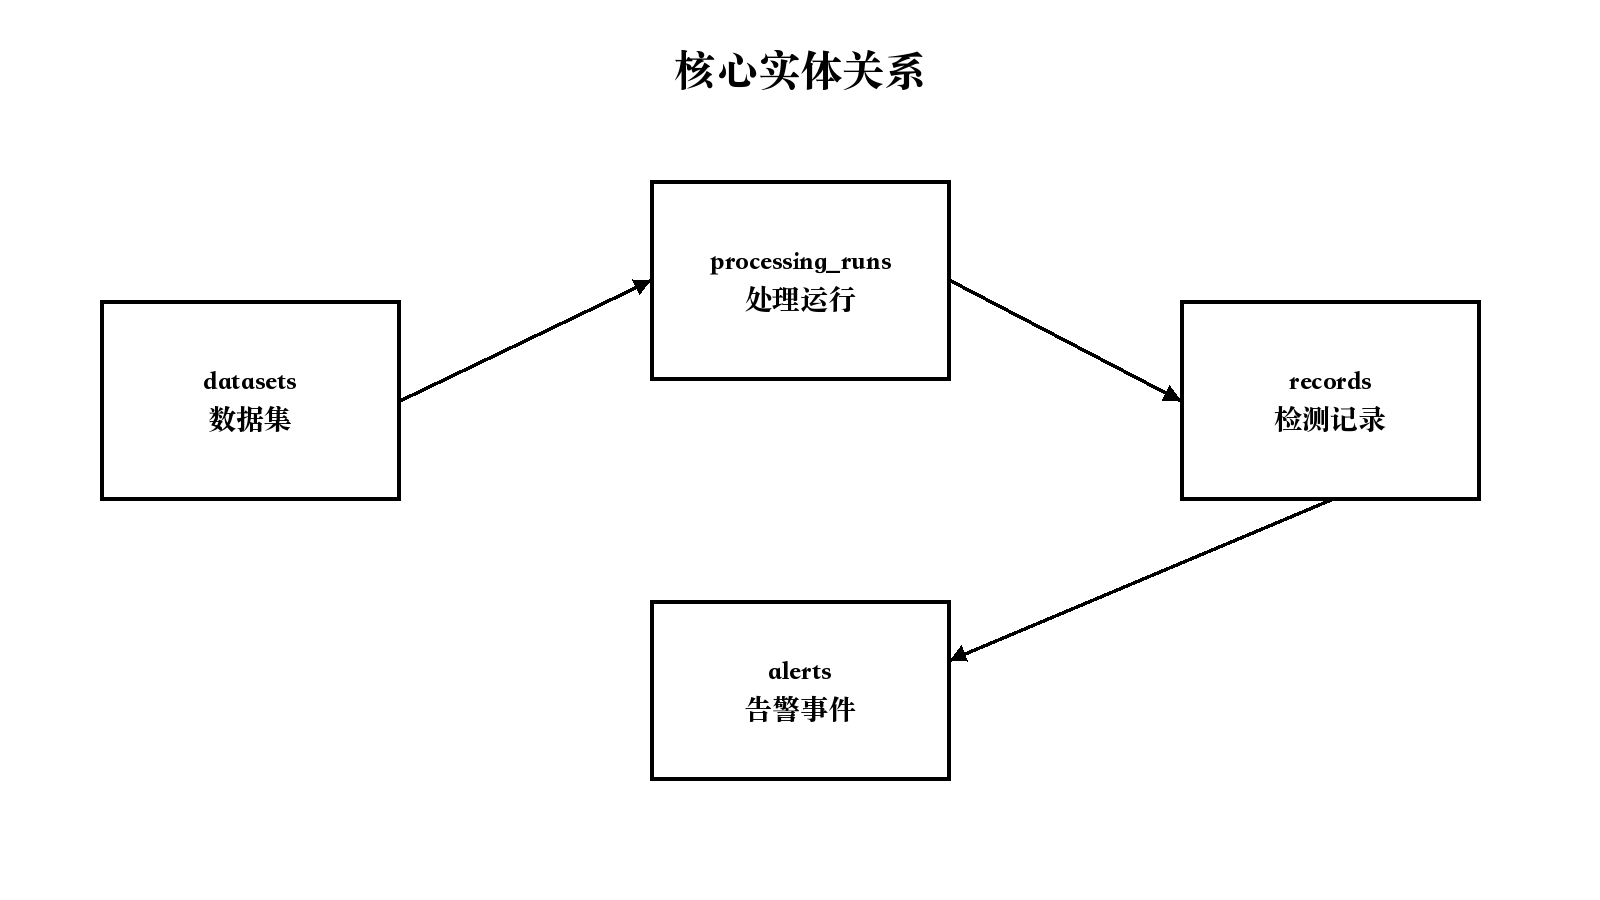 核心实体关系
processing_runs
处理运行
datasets
数据集
records
检测记录
alerts
告警事件